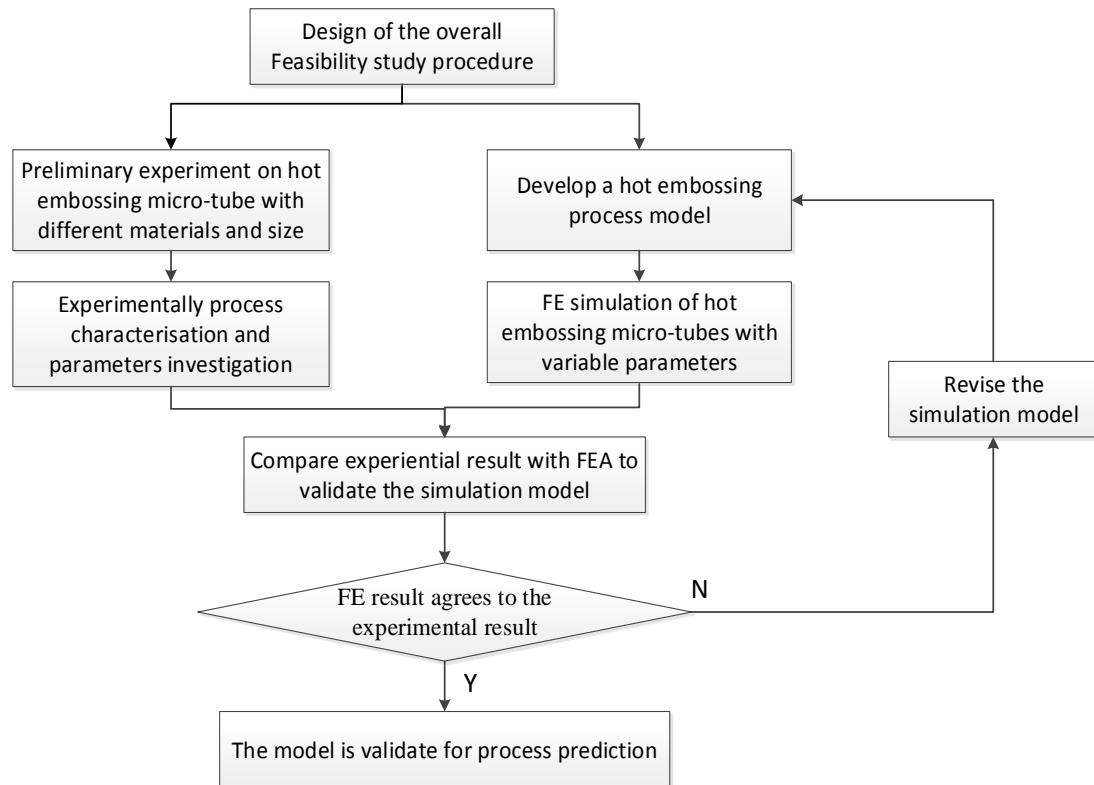 Design of the overall
Feasibility study procedure
Preliminary experiment on hot
embossing micro-tube with
different materials and size
Develop a hot embossing
process model
Experimentally process
characterisation and
parameters investigation
FE simulation of hot
embossing micro-tubes with
variable parameters
Revise the
simulation model
Compare experiential result with FEA to
validate the simulation model
FE result agrees to the
experimental result
N
Y
The model is validate for process prediction